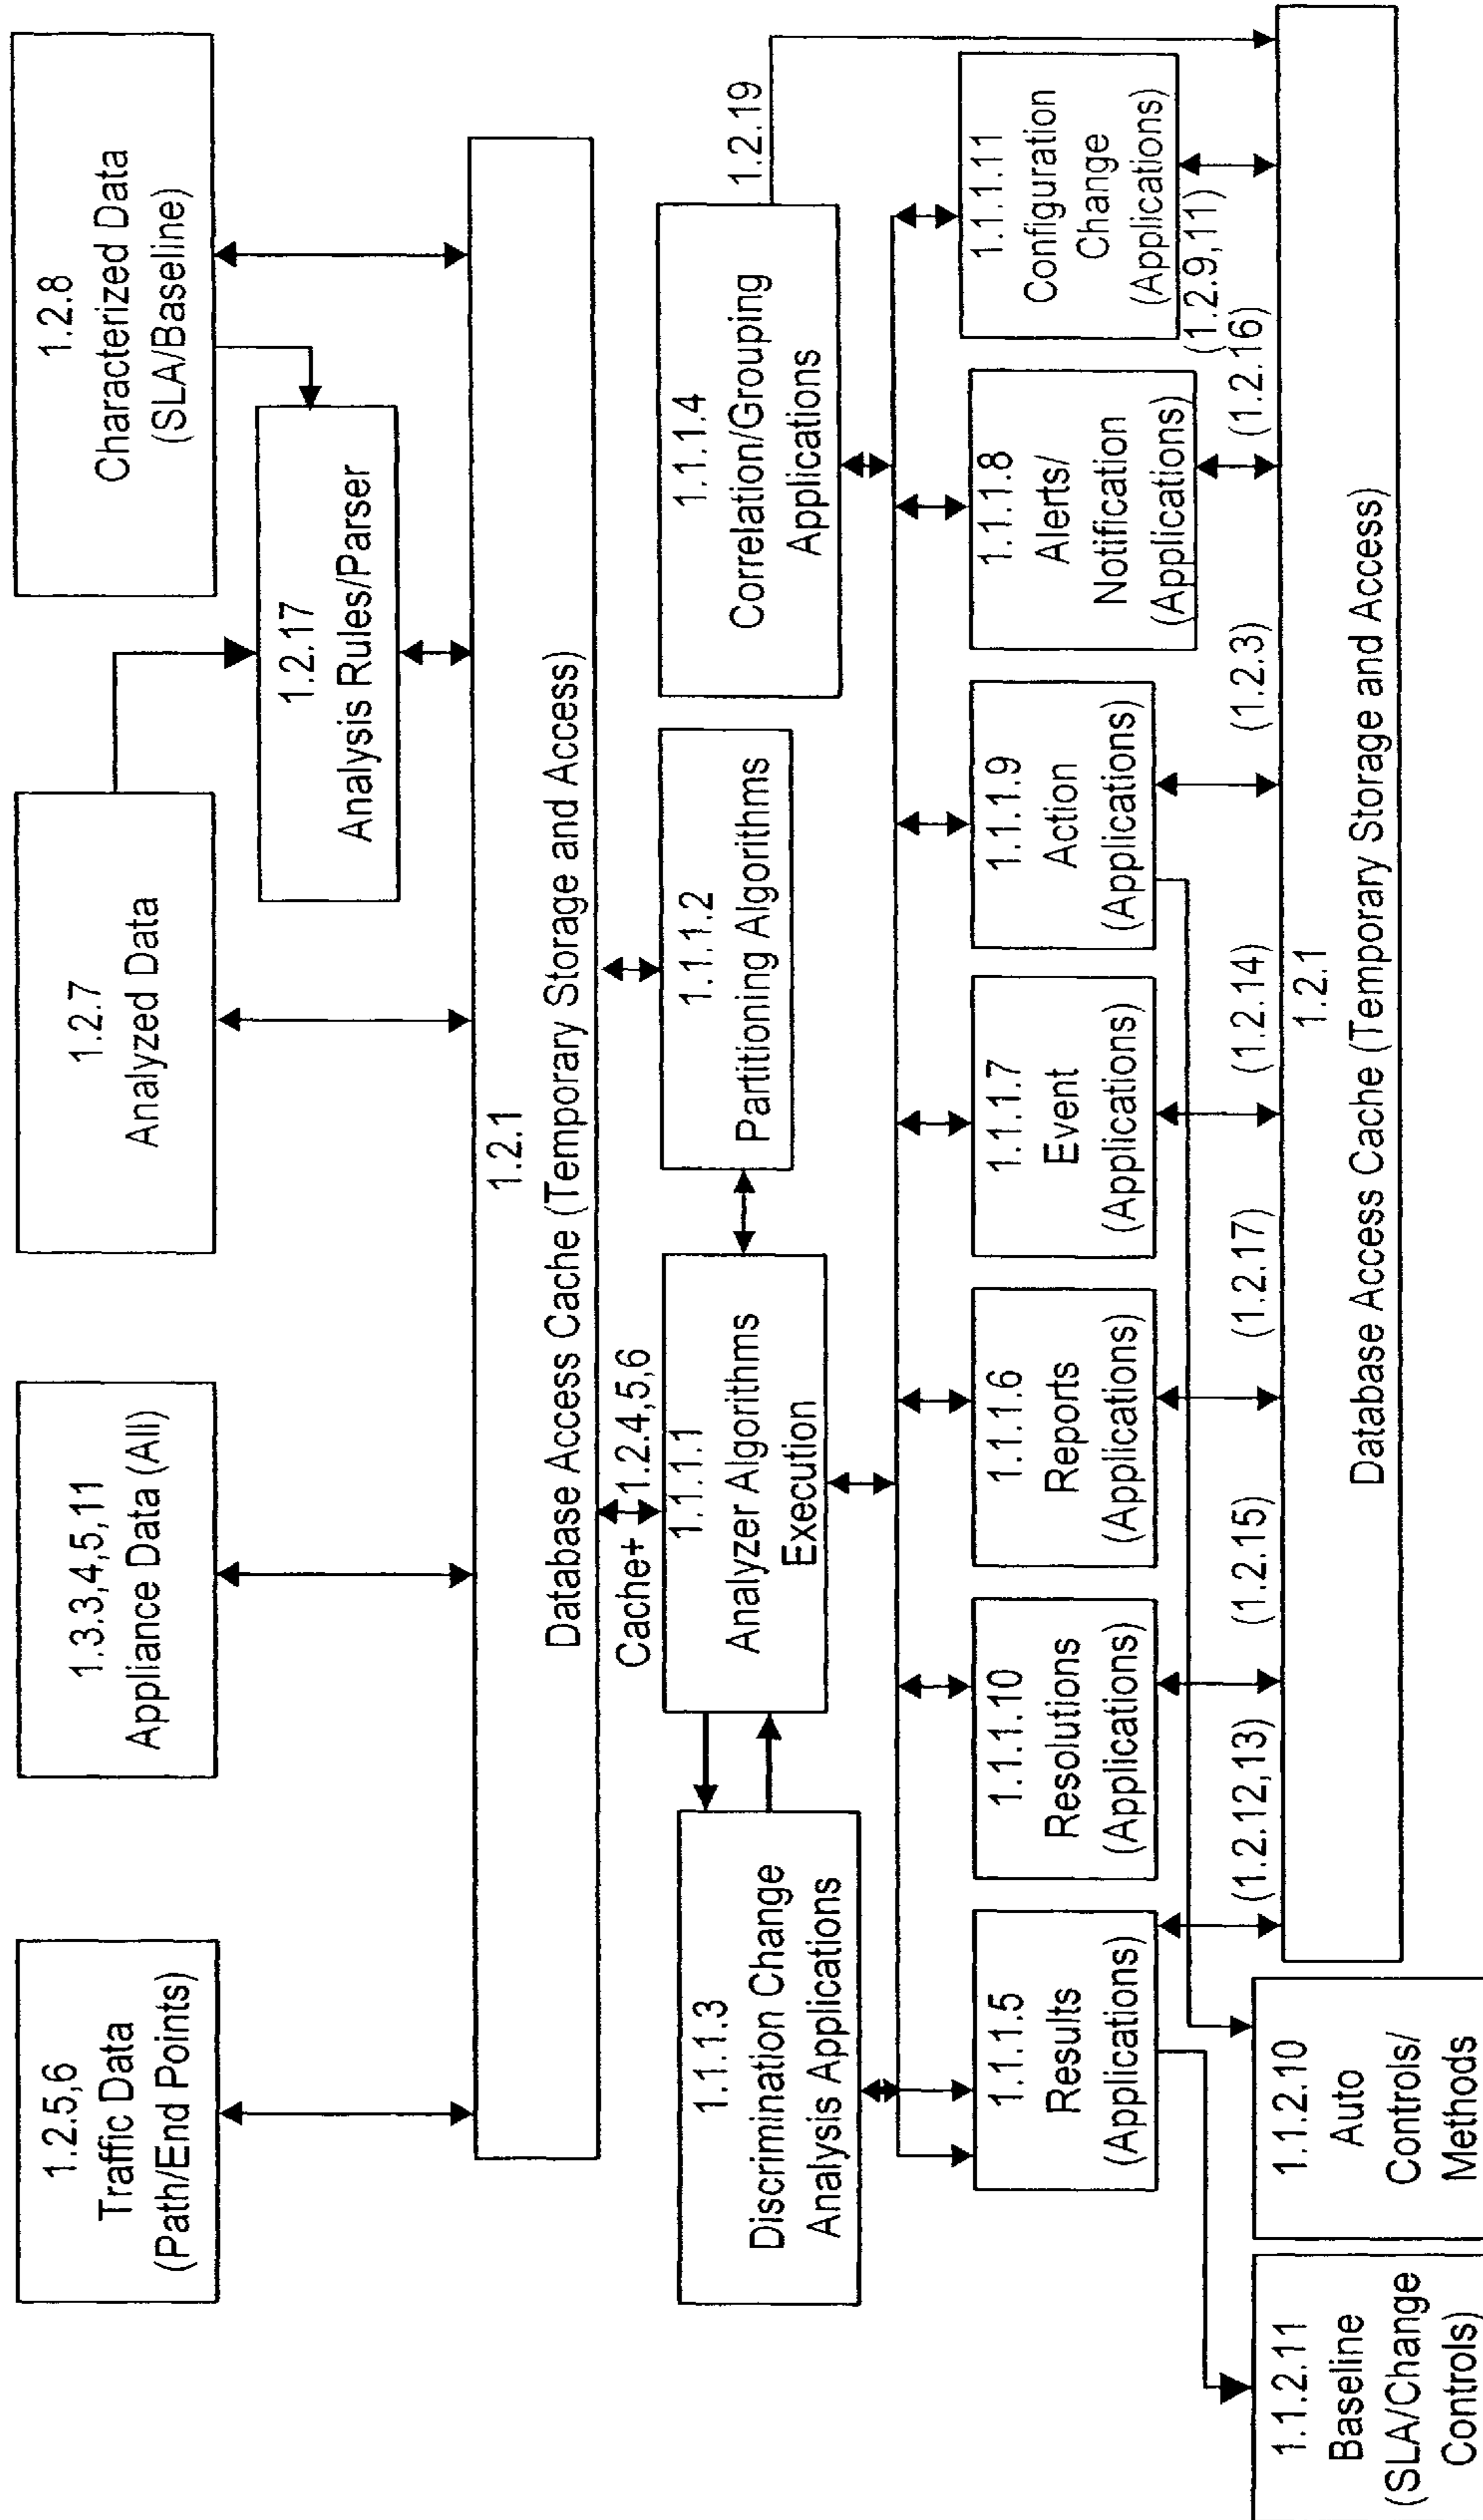 1.2.5,6
Traffic Data
(Path/End Points)
1.3.3,4,5,11
Appliance Data (All)
1.2.7
Analyzed Data
1.2.8
Characterized Data
(SLA/Baseline)
1.2.17
Analysis Rules/Parser
1.2.1
Database Access Cache (Temporary Storage and Access)
Cache+ 1.2.4,5,6
1.1.1.3
Discrimination Change
Analysis Applications
1.1.1.1
Analyzer Algorithms
Execution
1.1.1.2
Partitioning Algorithms
1.1.1.4
Correlation/Grouping
Applications
1.2.19
1.1.1.5
Results
(Applications)
1.1.1.10
Resolutions
(Applications)
1.1.1.6
Reports
(Applications)
1.1.1.7
Event
(Applications)
1.1.1.9
Action
(Applications)
1.1.1.8
Alerts/
Notification
(Applications)
1.1.1.11
Configuration
Change
(Applications)
(1.2.9,11)
(1.2.12,13)
(1.2.15)
(1.2.17)
(1.2.14)
(1.2.3)
(1.2.16)
1.2.1
Database Access Cache (Temporary Storage and Access)
1.1.2.11
Baseline
(SLA/Change
Controls)
1.1.2.10
Auto
Controls/
Methods